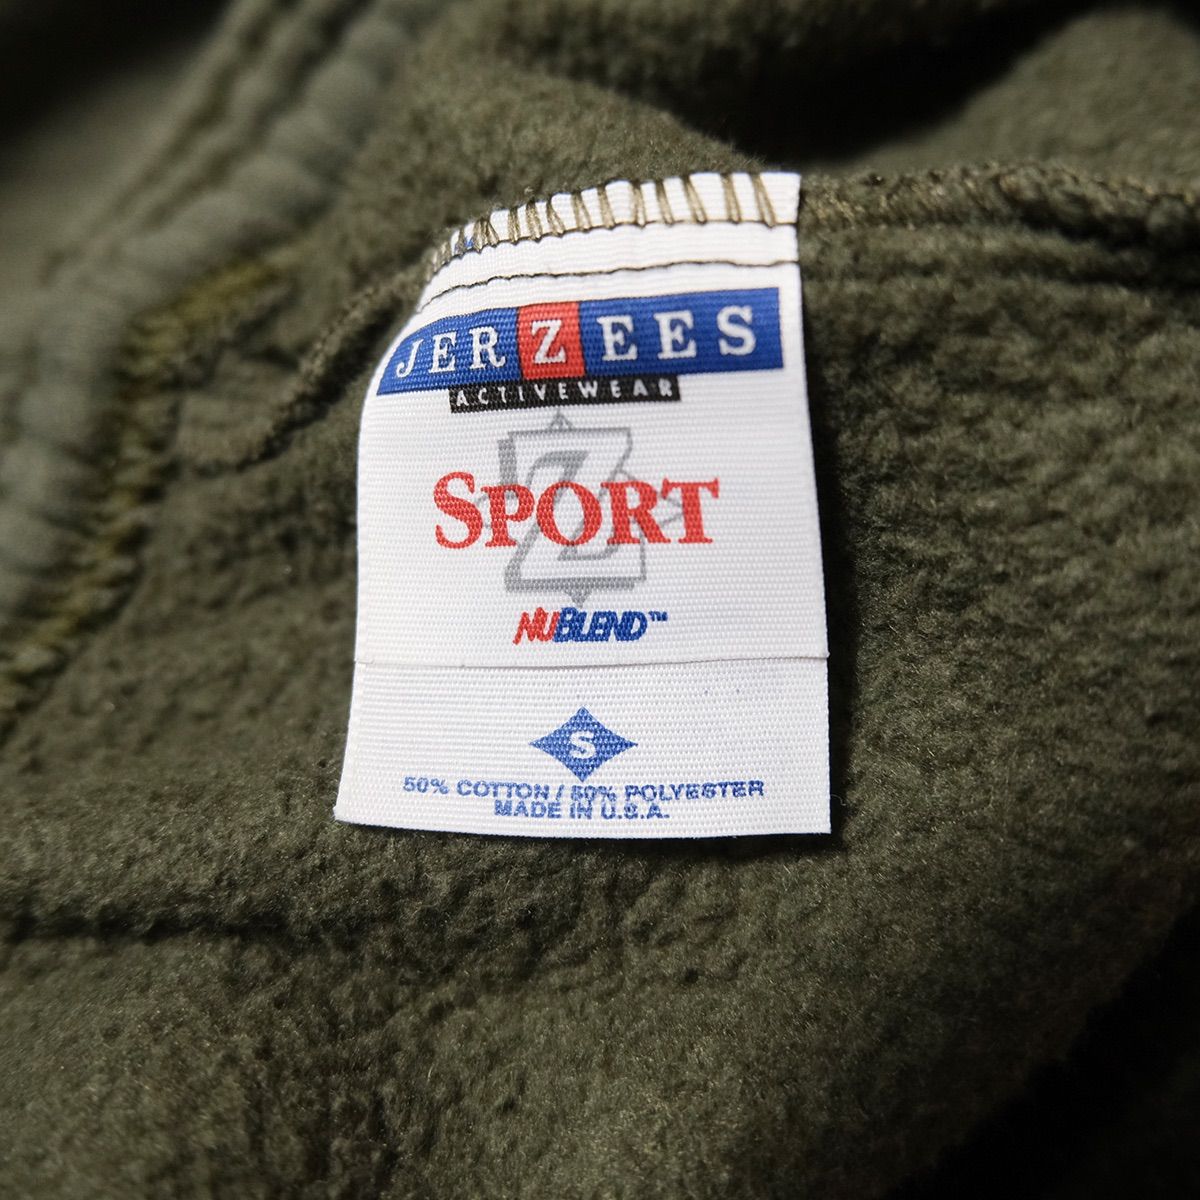 JERZEES
ACTIVEWEAR
SPORT
NUBLEND™
S
50% COTTON / 50% POLYESTER
MADE IN U.S.A.